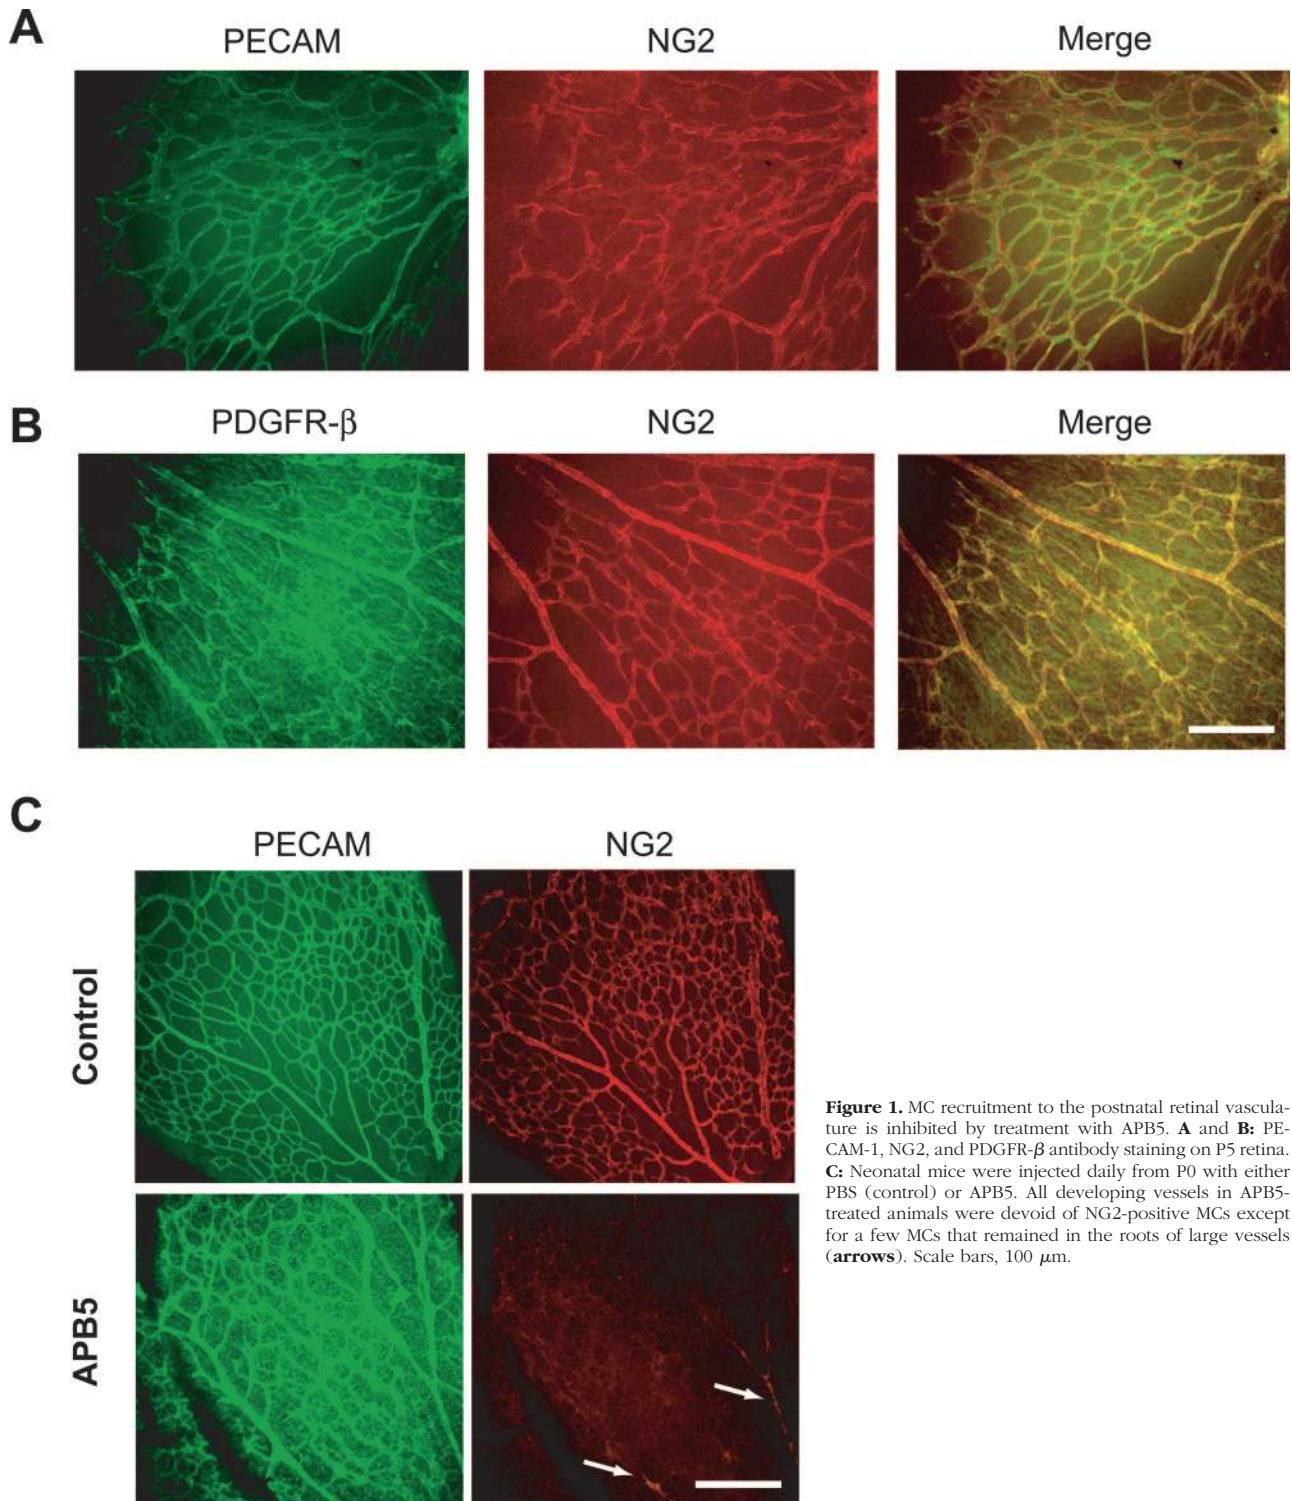 A
PECAM NG2 Merge
B
PDGFR-β NG2 Merge
C
PECAM NG2
Control
APB5
Figure 1. MC recruitment to the postnatal retinal vascula-
ture is inhibited by treatment with APB5. A and B: PE-
CAM-1, NG2, and PDGFR-β antibody staining on P5 retina.
C: Neonatal mice were injected daily from P0 with either
PBS (control) or APB5. All developing vessels in APB5-
treated animals were devoid of NG2-positive MCs except
for a few MCs that remained in the roots of large vessels
(arrows). Scale bars, 100 μm.